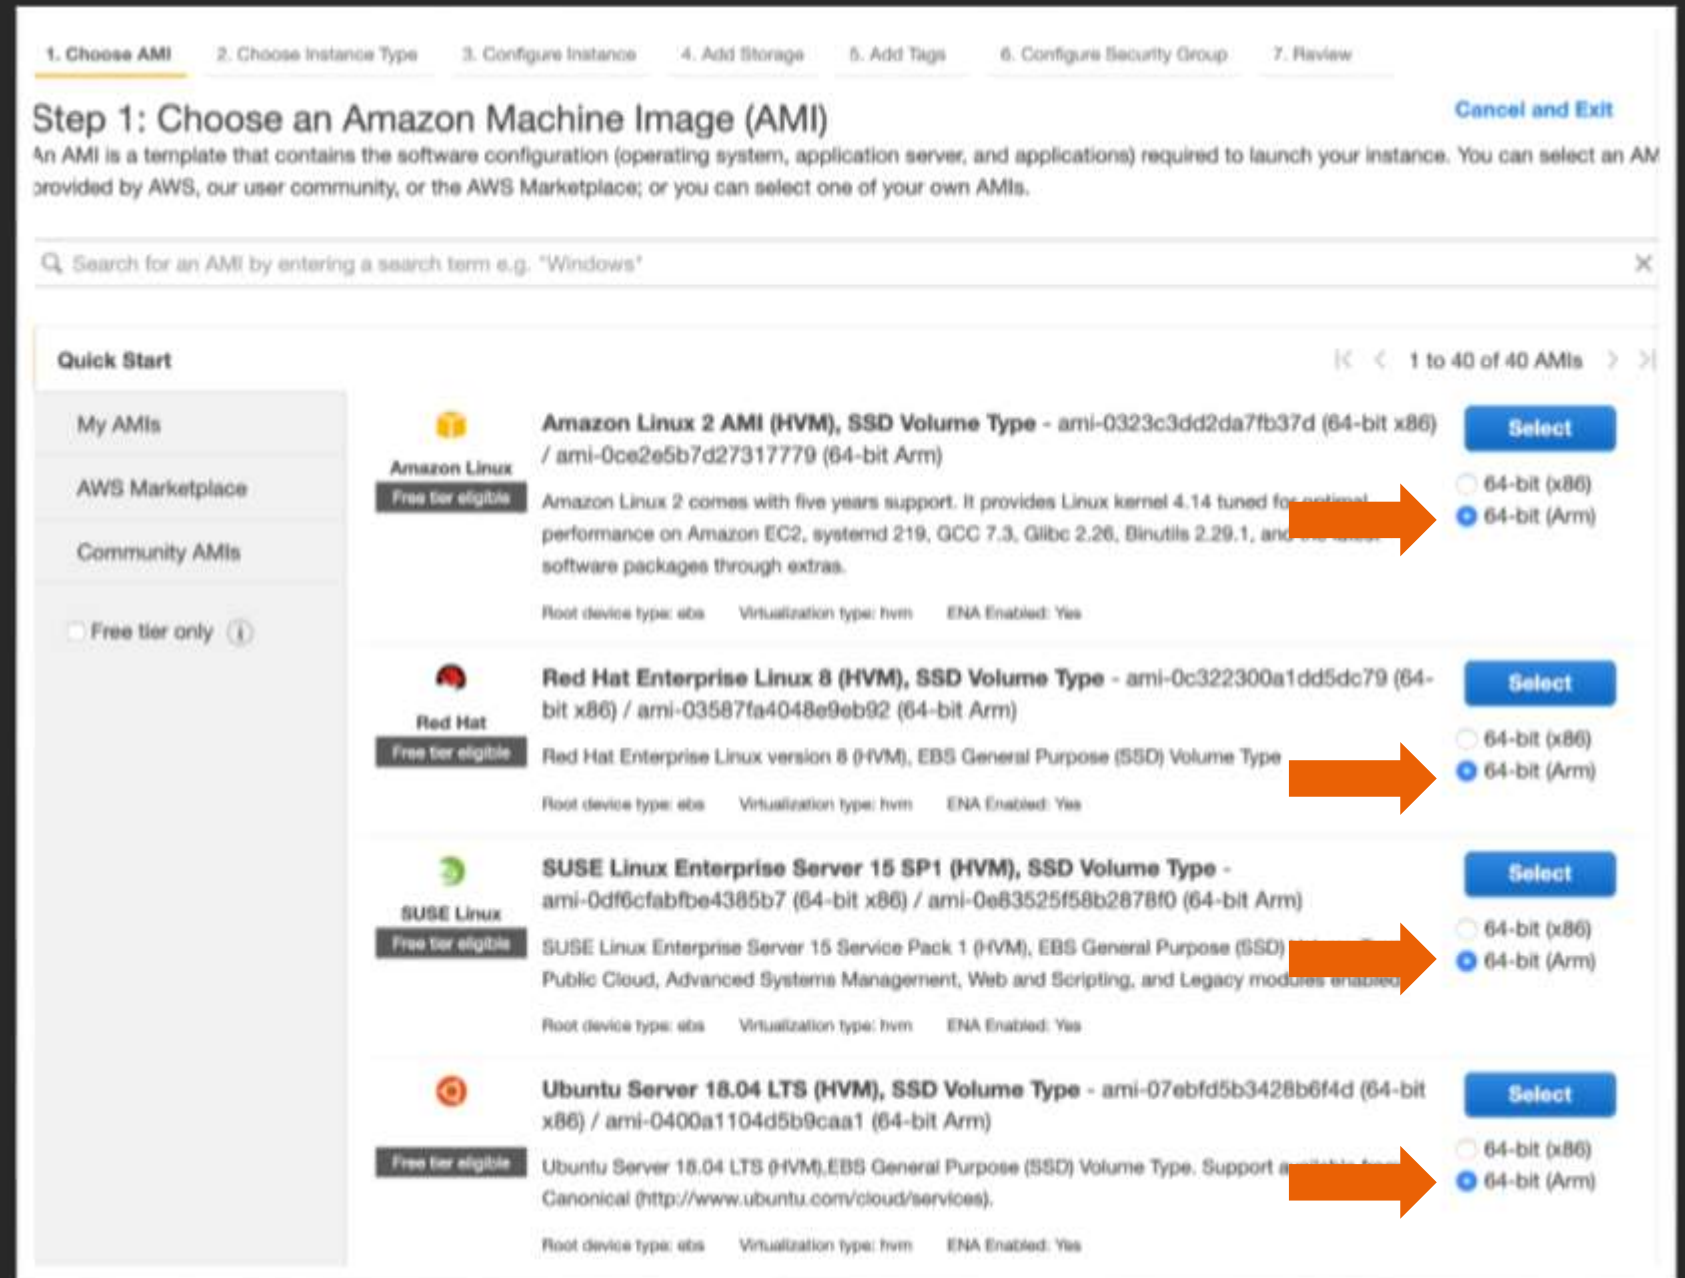 1. Choose AMI 2. Choose Instance Type 3. Configure Instance 4. Add Storage 5. Add Tags 6. Configure Security Group 7. Review
Step 1: Choose an Amazon Machine Image (AMI)
Cancel and Exit
An AMI is a template that contains the software configuration (operating system, application server, and applications) required to launch your instance. You can select an AM
provided by AWS, our user community, or the AWS Marketplace; or you can select one of your own AMIs.
Search for an AMI by entering a search term e.g. "Windows"
Quick Start
1 to 40 of 40 AMIs
My AMIs
AWS Marketplace
Community AMIs
Free tier only
Amazon Linux
Free tier eligible
Amazon Linux 2 AMI (HVM), SSD Volume Type - ami-0323c3dd2da7fb37d (64-bit x86)
/ ami-0ce2e5b7d27317779 (64-bit Arm)
Amazon Linux 2 comes with five years support. It provides Linux kernel 4.14 tuned for optimal
performance on Amazon EC2, systemd 219, GCC 7.3, Glibc 2.26, Binutils 2.29.1, and
software packages through extras.
Root device type: ebs Virtualization type: hvm ENA Enabled: Yes
Select
64-bit (x86)
64-bit (Arm)
Red Hat
Free tier eligible
Red Hat Enterprise Linux 8 (HVM), SSD Volume Type - ami-0c322300a1dd5dc79 (64-
bit x86) / ami-03587fa4048e9eb92 (64-bit Arm)
Red Hat Enterprise Linux version 8 (HVM), EBS General Purpose (SSD) Volume Type
Root device type: ebs Virtualization type: hvm ENA Enabled: Yes
Select
64-bit (x86)
64-bit (Arm)
SUSE Linux
Free tier eligible
SUSE Linux Enterprise Server 15 SP1 (HVM), SSD Volume Type -
ami-0df6cfabfbe4385b7 (64-bit x86) / ami-0e83525f58b2878f0 (64-bit Arm)
SUSE Linux Enterprise Server 15 Service Pack 1 (HVM), EBS General Purpose (SSD)
Public Cloud, Advanced Systems Management, Web and Scripting, and Legacy modules enabled
Root device type: ebs Virtualization type: hvm ENA Enabled: Yes
Select
64-bit (x86)
64-bit (Arm)
Free tier eligible
Ubuntu Server 18.04 LTS (HVM), SSD Volume Type - ami-07ebfd5b3428b6f4d (64-bit
x86) / ami-0400a1104d5b9caa1 (64-bit Arm)
Ubuntu Server 18.04 LTS (HVM),EBS General Purpose (SSD) Volume Type. Support
Canonical (http://www.ubuntu.com/cloud/services).
Root device type: ebs Virtualization type: hvm ENA Enabled: Yes
Select
64-bit (x86)
64-bit (Arm)